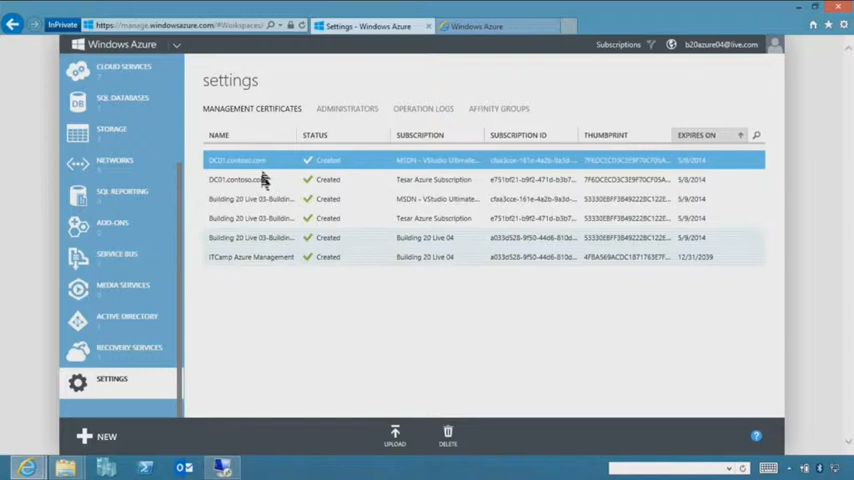 InPrivate
https://manage.windowsazure.com/#Workspaces/
Settings - Windows Azure
Windows Azure
Windows Azure
Subscriptions
b20azure04@live.com
CLOUD SERVICES
SQL DATABASES
STORAGE
NETWORKS
SQL REPORTING
ADD-ONS
SERVICE BUS
MEDIA SERVICES
ACTIVE DIRECTORY
RECOVERY SERVICES
SETTINGS
settings
MANAGEMENT CERTIFICATES ADMINISTRATORS OPERATION LOGS AFFINITY GROUPS
NAME STATUS SUBSCRIPTION SUBSCRIPTION ID THUMBPRINT EXPIRES ON
DC01.contoso.com Created MSDN - VStudio Ultimate... 5/8/2014
DC01.contoso.co Created Tesar Azure Subscription 5/8/2014
Building 20 Live 03-Buildin... Created MSDN - VStudio Ultimate... 5/9/2014
Building 20 Live 03-Buildin... Created Tesar Azure Subscription 5/9/2014
Building 20 Live 03-Buildin... Created Building 20 Live 04 5/9/2014
ITCamp Azure Management Created Building 20 Live 04 12/31/2039
NEW
UPLOAD
DELETE